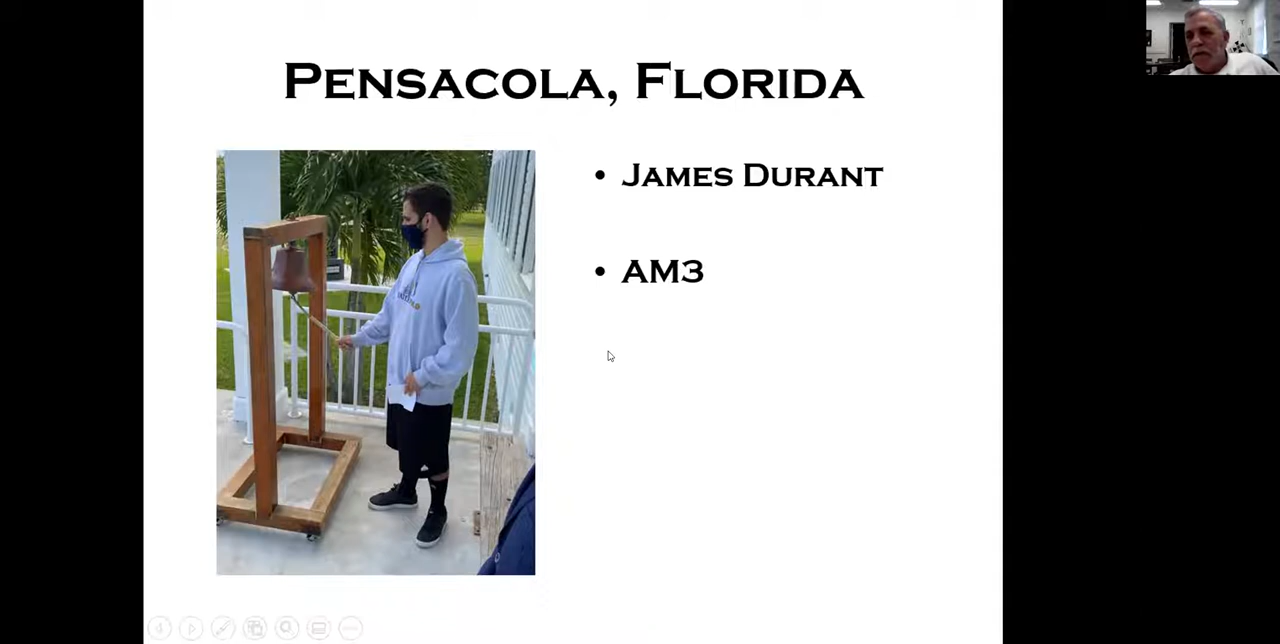 PENSACOLA, FLORIDA
• JAMES DURANT
• AM3